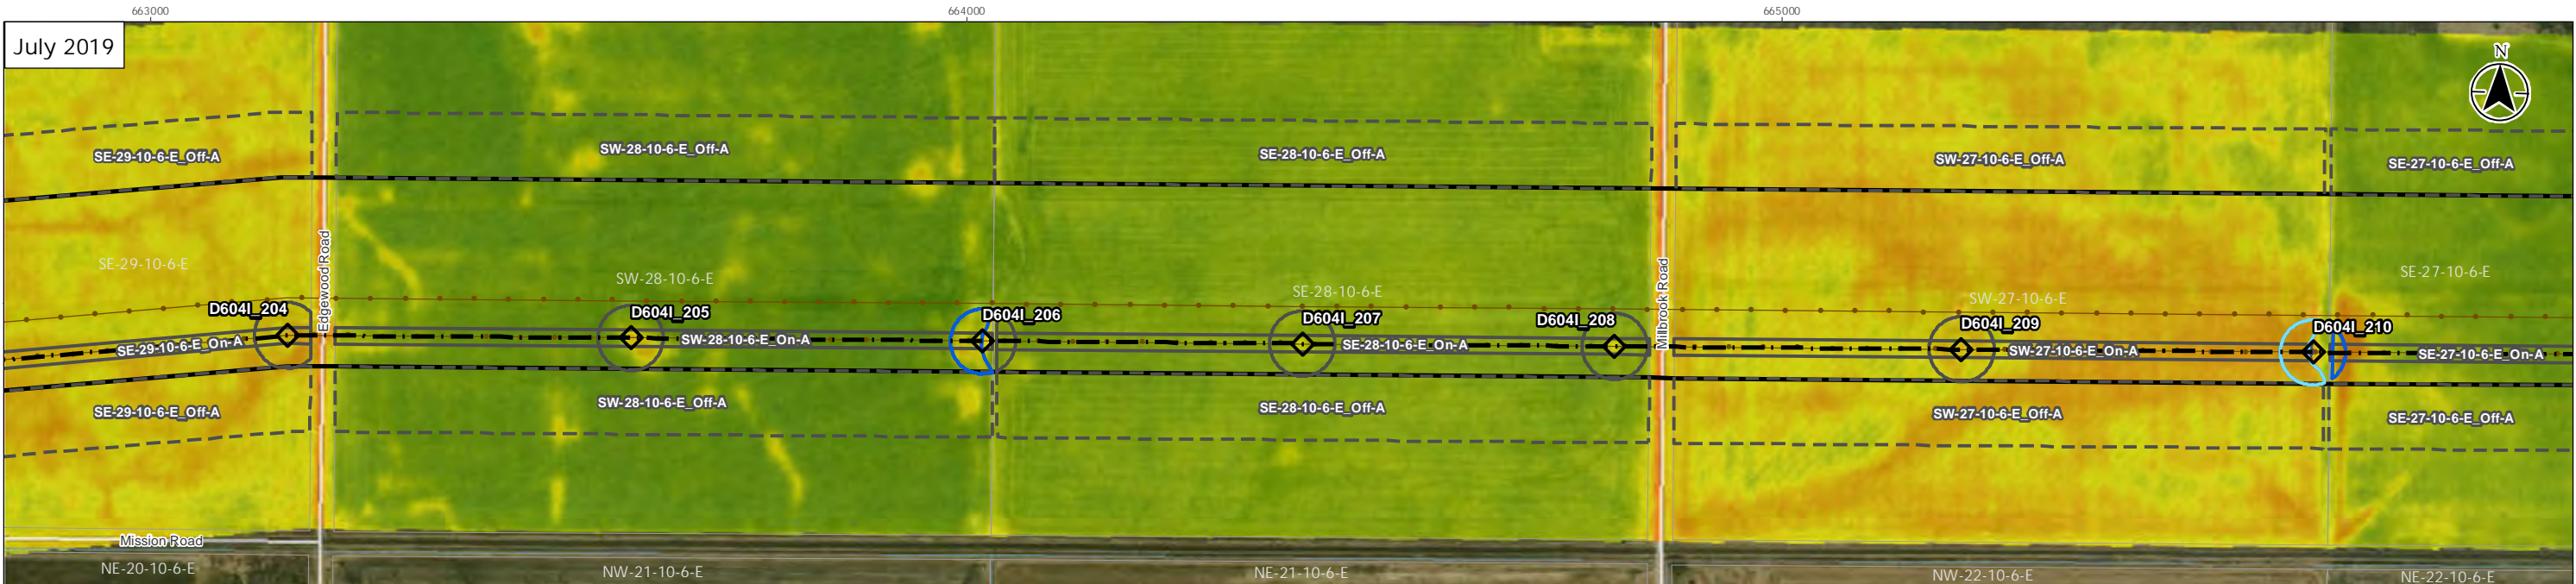 663000
664000
665000
July 2019
N
SE-29-10-6-E_Off-A
SW-28-10-6-E_Off-A
SE-28-10-6-E_Off-A
SW-27-10-6-E_Off-A
SE-27-10-6-E_Off-A
SE-29-10-6-E
Edgewood Road
SW-28-10-6-E
SE-28-10-6-E
Millbrook Road
SW-27-10-6-E
SE-27-10-6-E
D604I_204
D604I_205
D604I_206
D604I_207
D604I_208
D604I_209
D604I_210
SE-29-10-6-E_On-A
SW-28-10-6-E_On-A
SE-28-10-6-E_On-A
SW-27-10-6-E_On-A
SE-27-10-6-E_On-A
SE-29-10-6-E_Off-A
SW-28-10-6-E_Off-A
SE-28-10-6-E_Off-A
SW-27-10-6-E_Off-A
SE-27-10-6-E_Off-A
Mission Road
NE-20-10-6-E
NW-21-10-6-E
NE-21-10-6-E
NW-22-10-6-E
NE-22-10-6-E